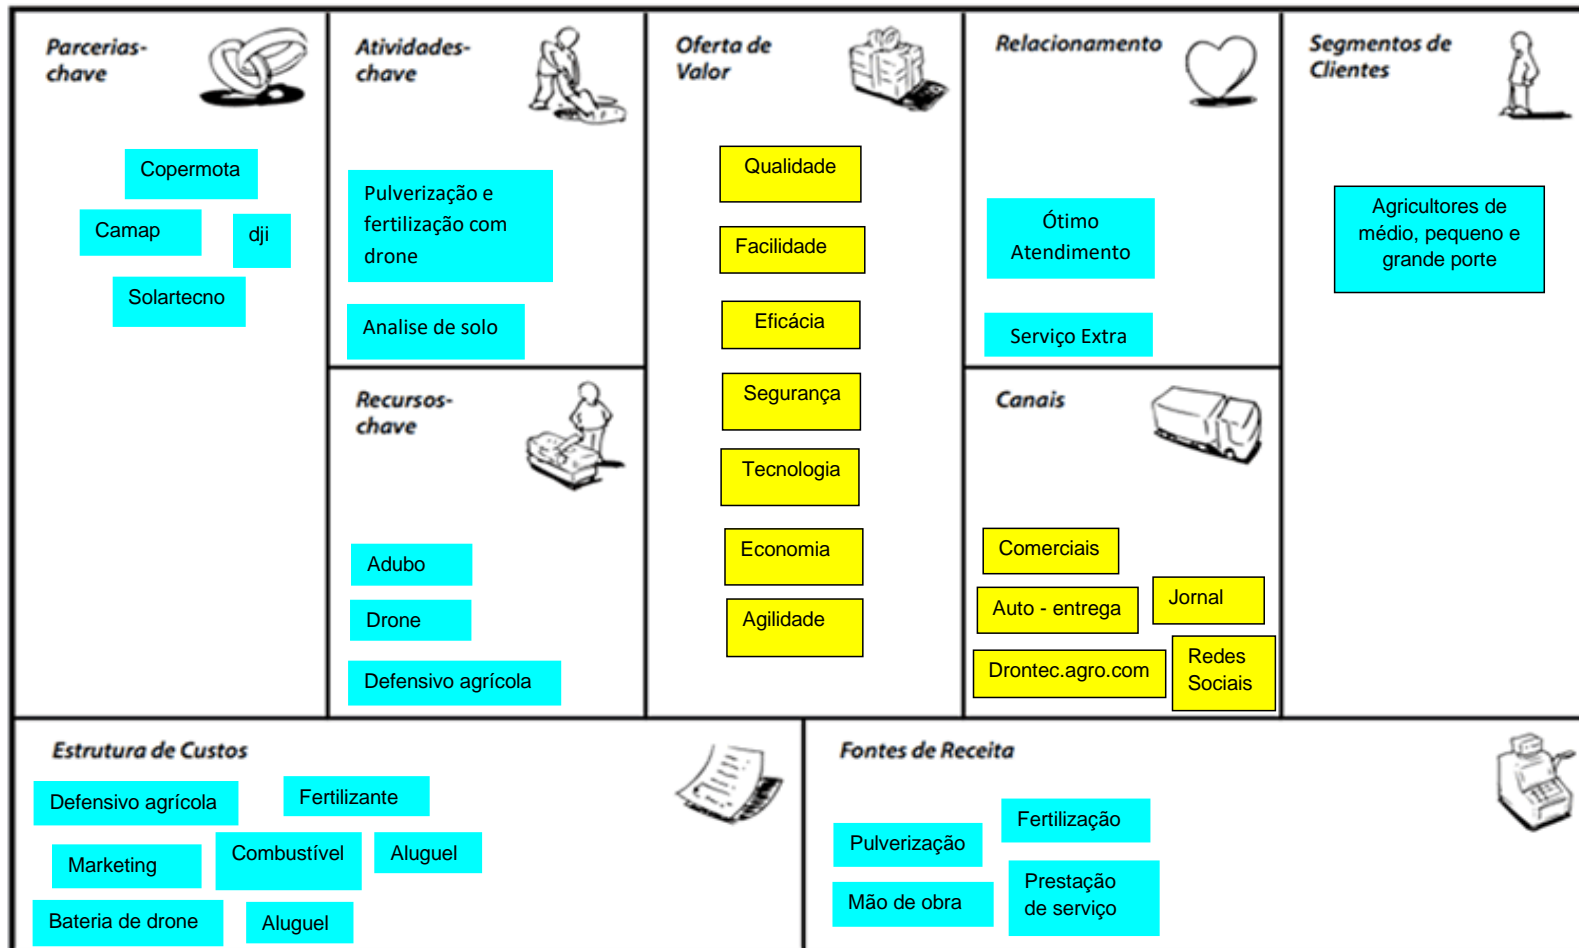 Parcerias-
chave
Copermota
Camap
dji
Solartecno
Atividades-
chave
Pulverização e
fertilização com
drone
Analise de solo
Recursos-
chave
Adubo
Drone
Defensivo agrícola
Oferta de
Valor
Qualidade
Facilidade
Eficácia
Segurança
Tecnologia
Economia
Agilidade
Relacionamento
Ótimo
Atendimento
Serviço Extra
Canais
Comerciais
Auto - entrega
Jornal
Drontec.agro.com
Redes
Sociais
Segmentos de
Clientes
Agricultores de
médio, pequeno e
grande porte
Estrutura de Custos
Defensivo agrícola
Fertilizante
Marketing
Combustível
Aluguel
Bateria de drone
Aluguel
Fontes de Receita
Fertilização
Pulverização
Mão de obra
Prestação
de serviço